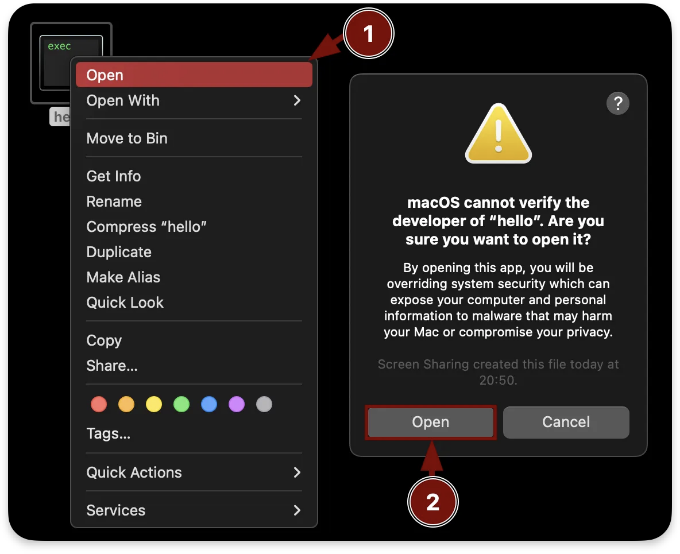 exec
he
1
Open
Open With
Move to Bin
Get Info
Rename
Compress “hello”
Duplicate
Make Alias
Quick Look
Copy
Share...
Tags...
Quick Actions
Services
?
macOS cannot verify the
developer of “hello”. Are you
sure you want to open it?
By opening this app, you will be
overriding system security which can
expose your computer and personal
information to malware that may harm
your Mac or compromise your privacy.
Screen Sharing created this file today at
20:50.
Open
Cancel
2